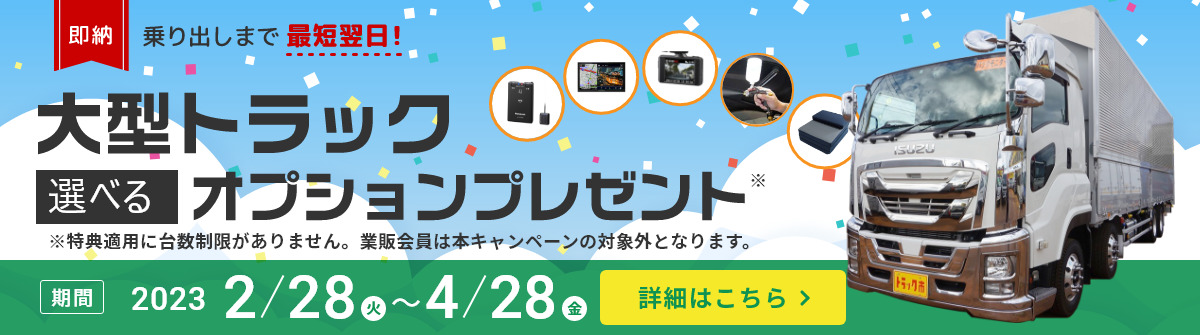 即納
乗り出しまで 最短翌日!
大型トラック
選べる オプションプレゼント※
※特典適用に台数制限がありません。業販会員は本キャンペーンの対象外となります。
期間 2023 2/28火~4/28金
詳細はこちら
ISUZU
トラック市